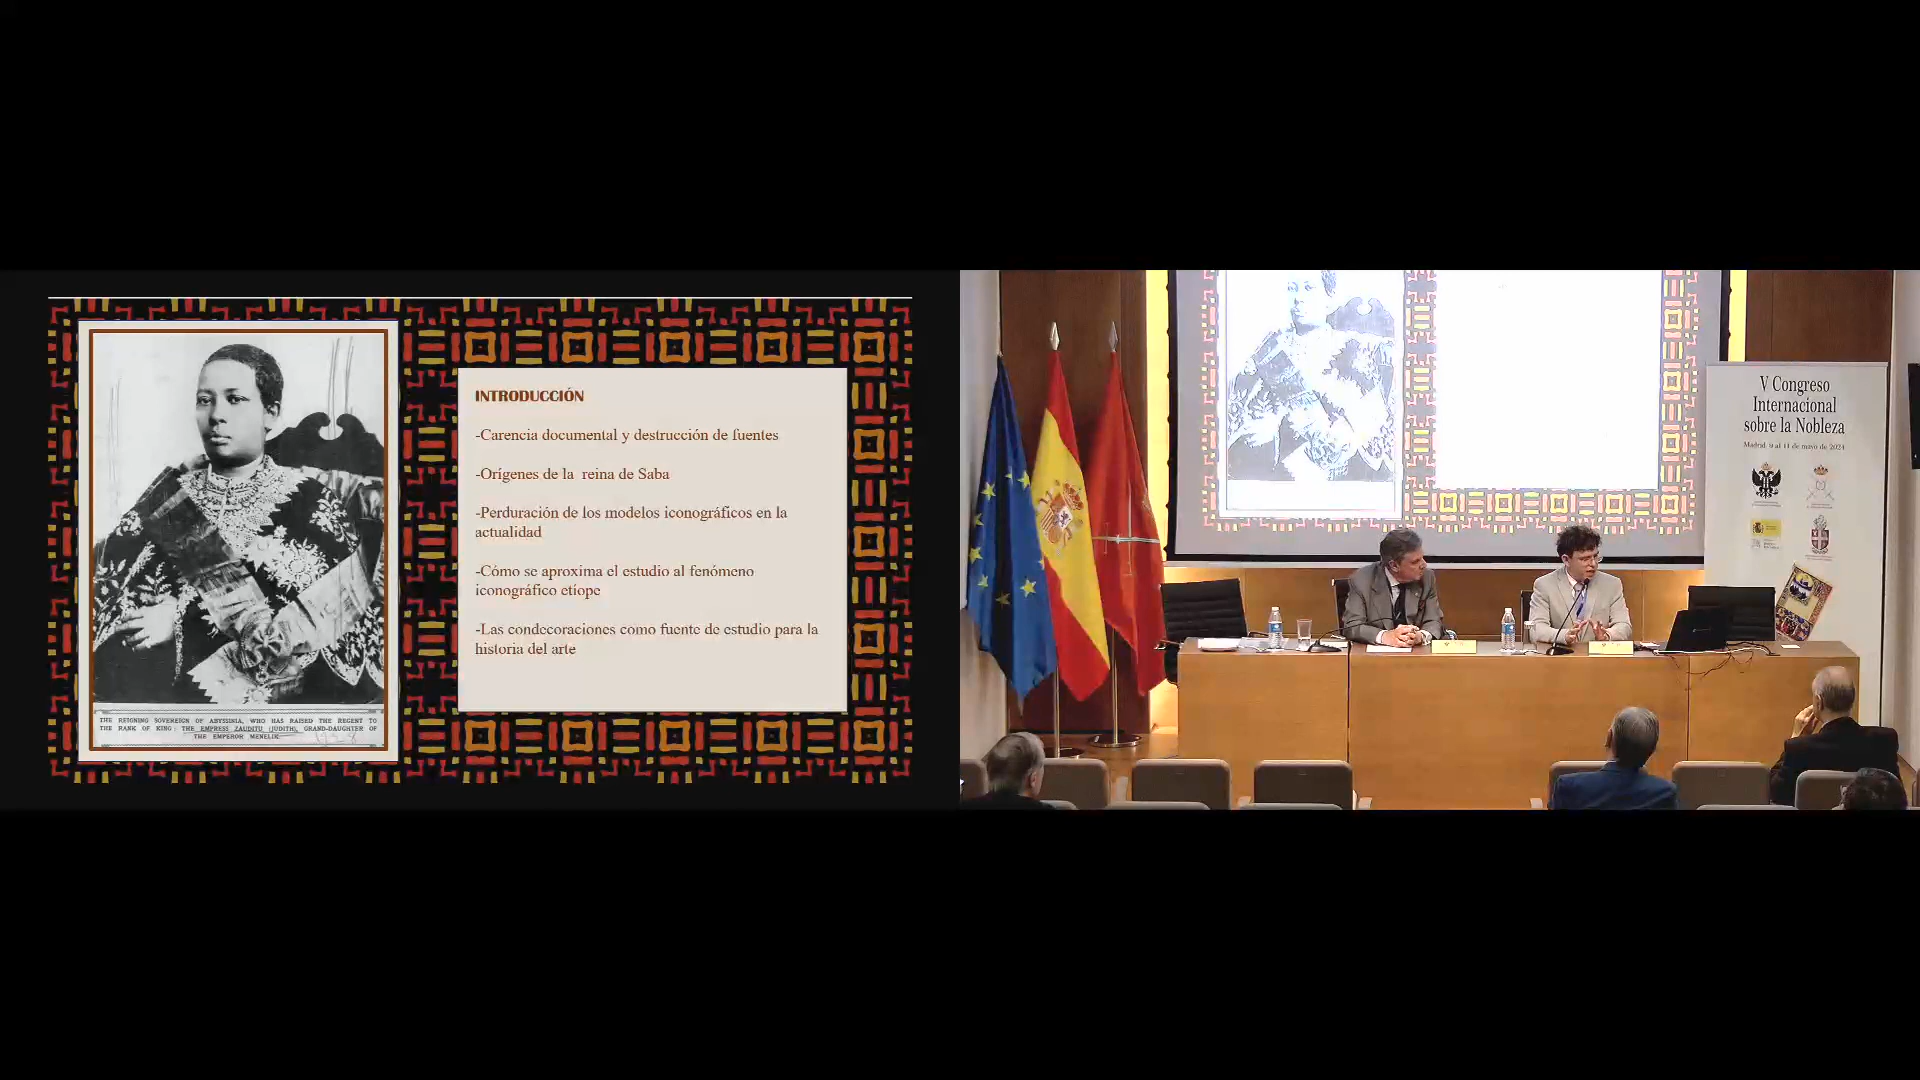 INTRODUCCIÓN
-Carencia documental y destrucción de fuentes
-Orígenes de la reina de Saba
-Perduración de los modelos iconográficos en la
actualidad
-Cómo se aproxima el estudio al fenómeno
iconográfico etíope
-Las condecoraciones como fuente de estudio para la
historia del arte
THE REIGNING SOVEREIGN OF ABYSSINIA, WHO HAS RAISED THE REGENT TO
THE RANK OF KING: THE EMPRESS ZAUDITU (JUDITH), GRAND-DAUGHTER OF
THE EMPEROR MENELIK.
V Congreso
Internacional
sobre la Nobleza
Madrid, 9 al 11 de mayo de 2024